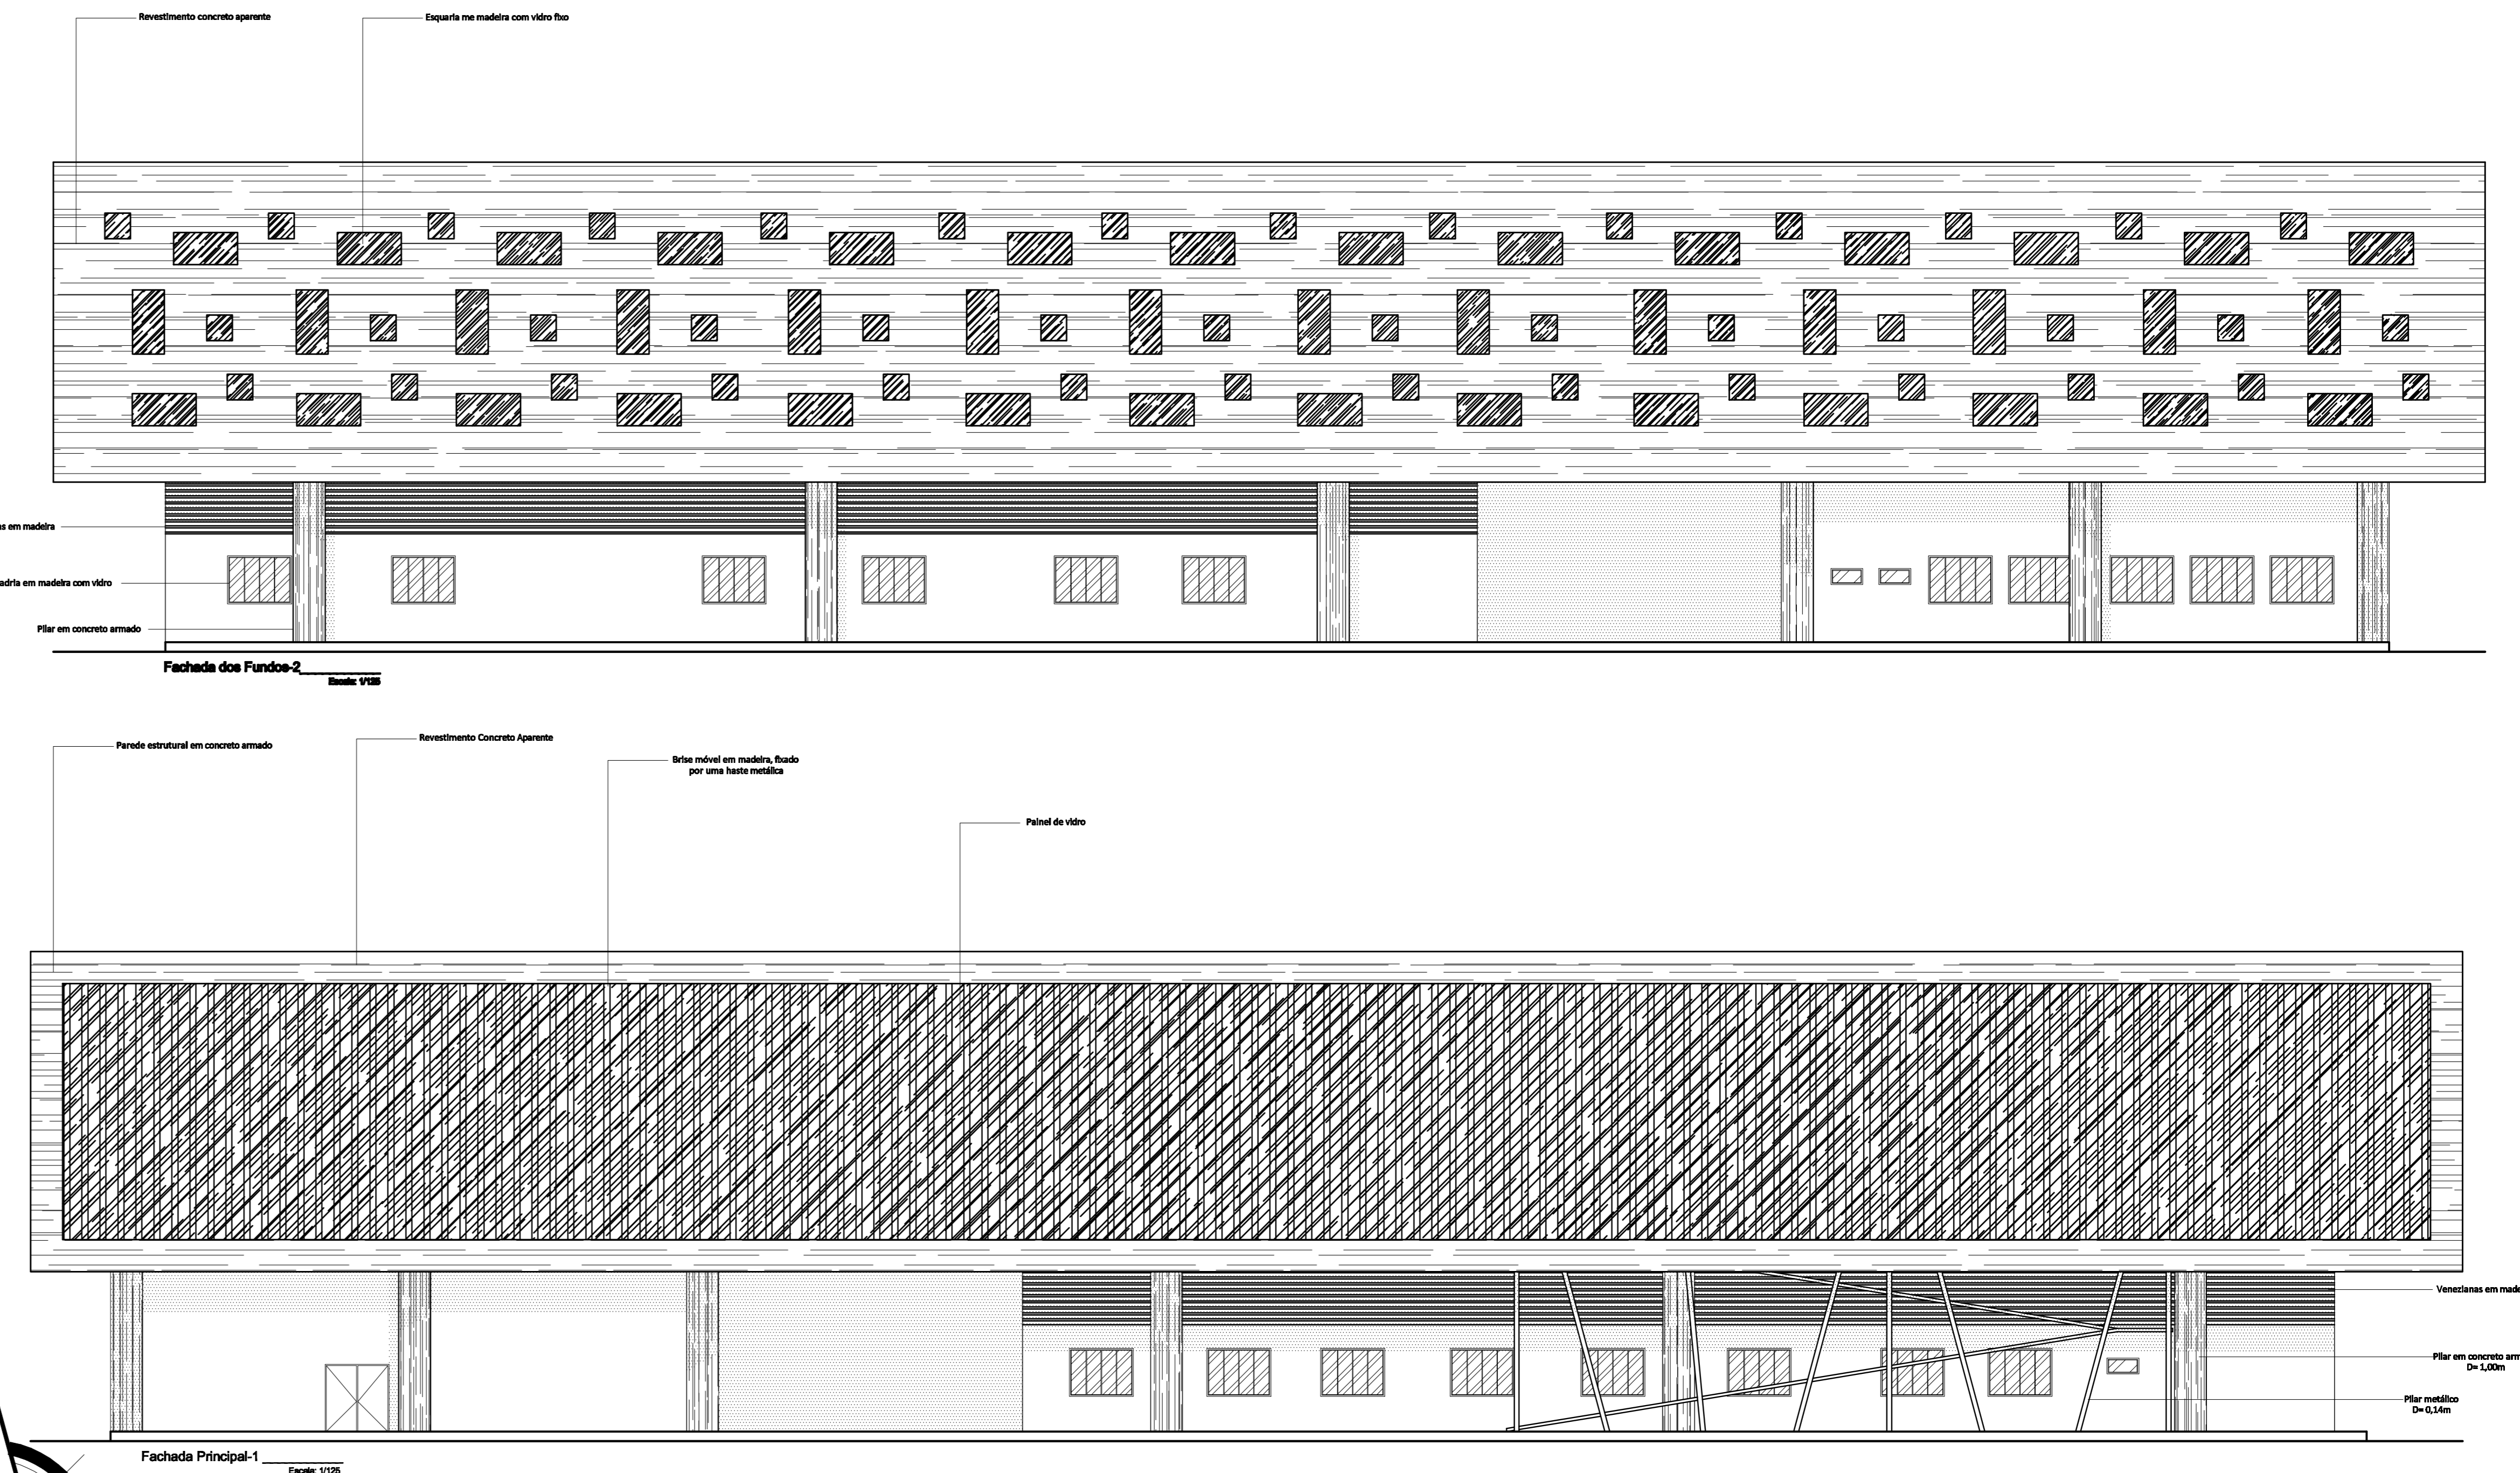 Revestimento concreto aparente
Esquaria me madeira com vidro fixo
em madeira
em madeira com vidro
Pilar em concreto armado
Fachada dos Fundos-2
Escala: 1/125
Parede estrutural em concreto armado
Revestimento Concreto Aparente
Brise móvel em madeira, fixado
por uma haste metálica
Painel de vidro
Venezianas em made
Pilar em concreto arm
D= 1,00m
Pilar metálico
D= 0,14m
Fachada Principal-1
Escala: 1/125